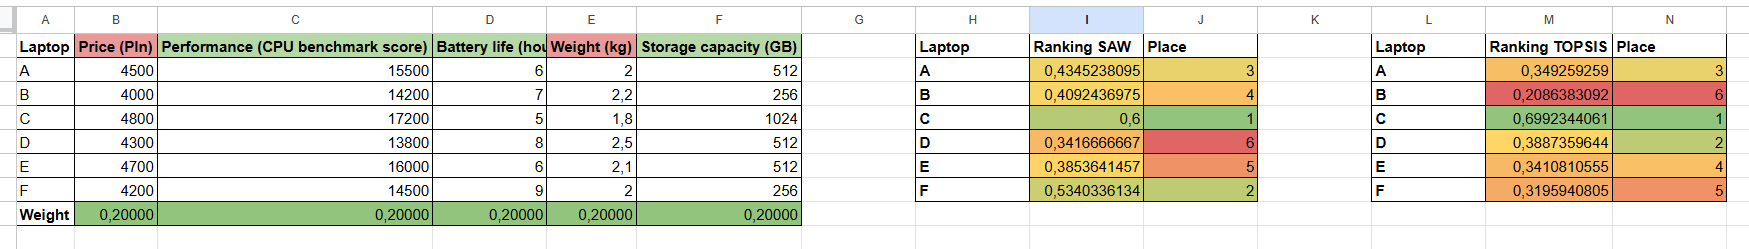 A B C D E F G H I J K L M N
Laptop Price (Pln) Performance (CPU benchmark score) Battery life (hou Weight (kg) Storage capacity (GB) Laptop Ranking SAW Place Laptop Ranking TOPSIS Place
A 4500 15500 6 2 512 A 0,4345238095 3 A 0,349259259 3
B 4000 14200 7 2,2 256 B 0,4092436975 4 B 0,2086383092 6
C 4800 17200 5 1,8 1024 C 0,6 1 C 0,6992344061 1
D 4300 13800 8 2,5 512 D 0,3416666667 6 D 0,3887359644 2
E 4700 16000 6 2,1 512 E 0,3853641457 5 E 0,3410810555 4
F 4200 14500 9 2 256 F 0,5340336134 2 F 0,3195940805 5
Weight 0,20000 0,20000 0,20000 0,20000 0,20000